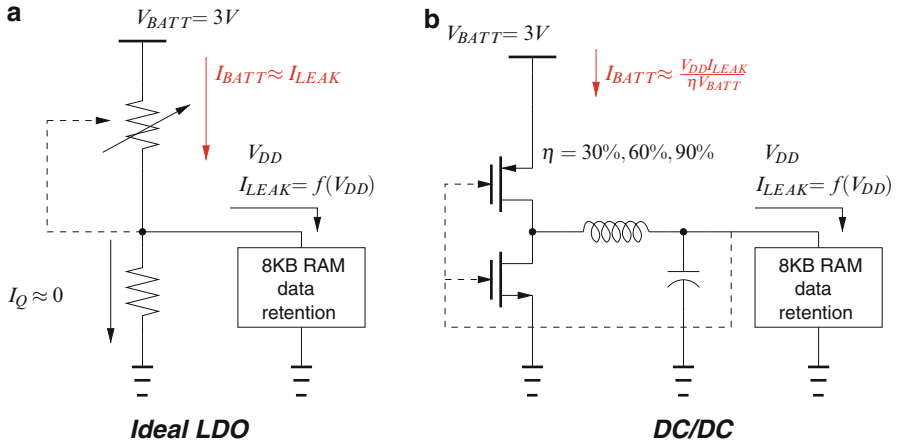 a
V_BATT = 3V
I_BATT ≈ I_LEAK
V_DD
I_LEAK = f(V_DD)
I_Q ≈ 0
8KB RAM
data
retention
Ideal LDO
b
V_BATT = 3V
I_BATT ≈ V_DD I_LEAK / η V_BATT
η = 30%, 60%, 90%
V_DD
I_LEAK = f(V_DD)
8KB RAM
data
retention
DC/DC